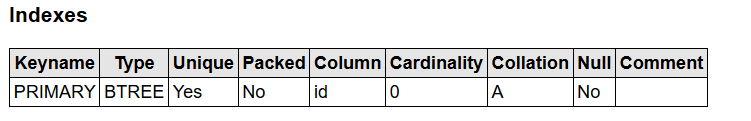 Indexes
Keyname Type Unique Packed Column Cardinality Collation Null Comment
PRIMARY BTREE Yes No id 0 A No